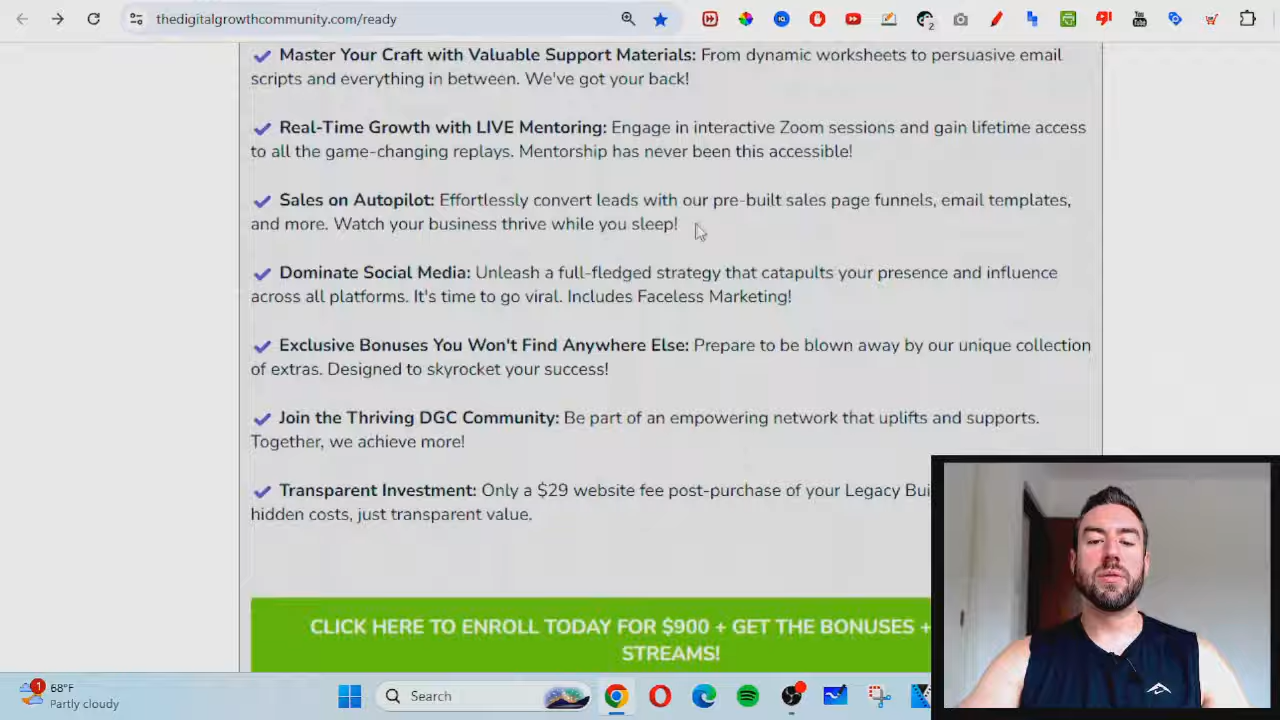 thedigitalgrowthcommunity.com/ready
2
Master Your Craft with Valuable Support Materials: From dynamic worksheets to persuasive email
scripts and everything in between. We've got your back!
Real-Time Growth with LIVE Mentoring: Engage in interactive Zoom sessions and gain lifetime access
to all the game-changing replays. Mentorship has never been this accessible!
Sales on Autopilot: Effortlessly convert leads with our pre-built sales page funnels, email templates,
and more. Watch your business thrive while you sleep!
Dominate Social Media: Unleash a full-fledged strategy that catapults your presence and influence
across all platforms. It's time to go viral. Includes Faceless Marketing!
Exclusive Bonuses You Won't Find Anywhere Else: Prepare to be blown away by our unique collection
of extras. Designed to skyrocket your success!
Join the Thriving DGC Community: Be part of an empowering network that uplifts and supports.
Together, we achieve more!
Transparent Investment: Only a $29 website fee post-purchase of your Legacy Bui
hidden costs, just transparent value.
CLICK HERE TO ENROLL TODAY FOR $900 + GET THE BONUSES +
STREAMS!
1
68°F
Partly cloudy
Search